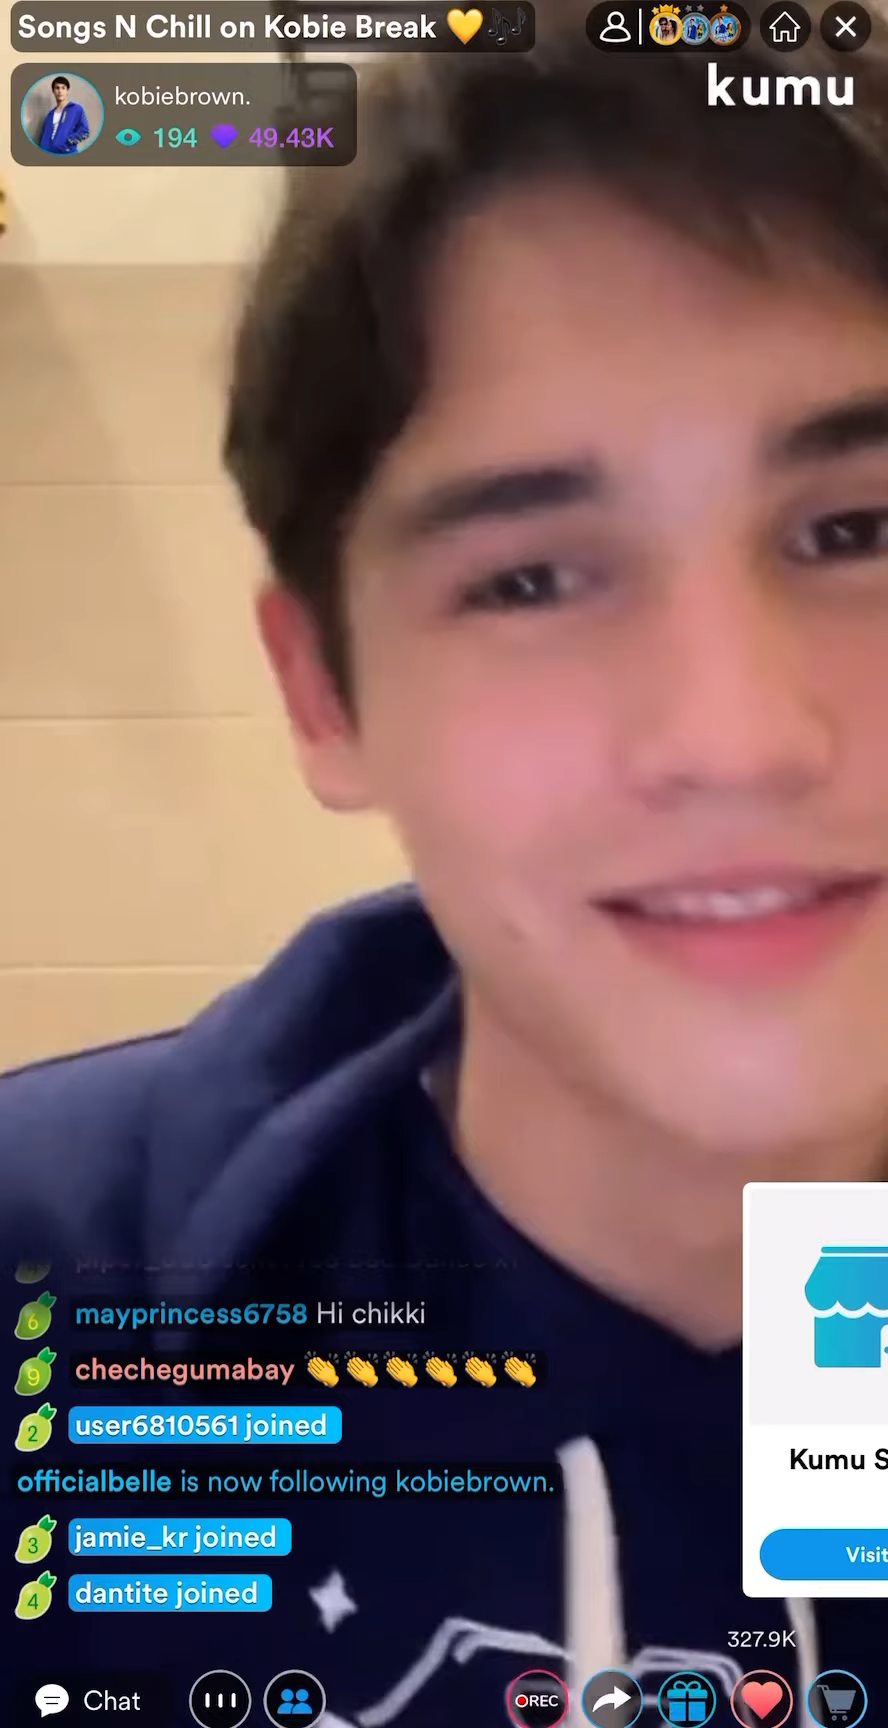 Songs N Chill on Kobie Break 💛🎶
kobiebrown.
194 49.43K
kumu
6 mayprincess6758 Hi chikki
9 chechegumabay 👏👏👏👏👏👏
2 user6810561 joined
officialbelle is now following kobiebrown.
3 jamie_kr joined
4 dantite joined
Kumu S
Visit
327.9K
Chat
REC